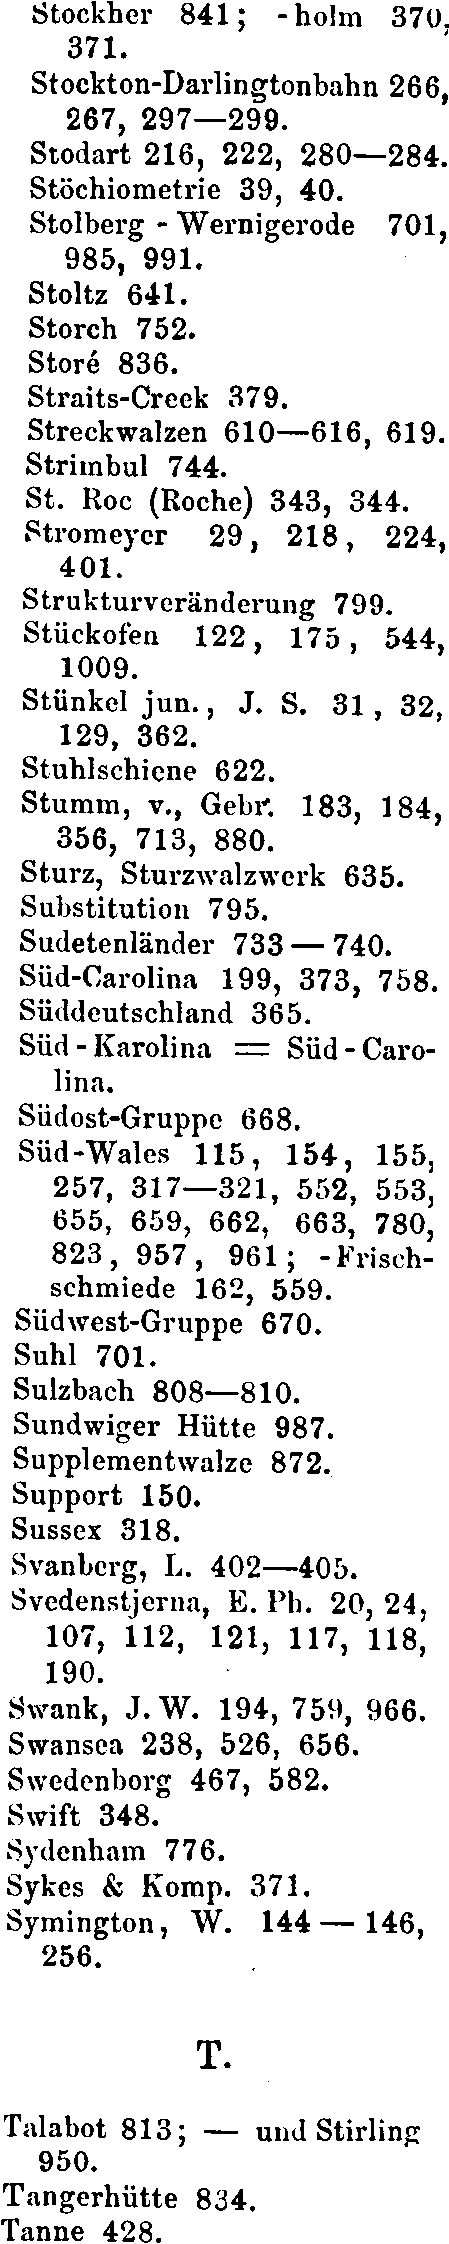 Stockher 841; -holm 370,
371.
Stockton-Darlingtonbahn 266,
267, 297—299.
Stodart 216, 222, 280—284.
Stöchiometrie 39, 40.
Stolberg - Wernigerode 701,
985, 991.
Stoltz 641.
Storch 752.
Storé 836.
Straits-Creek 379.
Streckwalzen 610—616, 619.
Strimbul 744.
St. Roc (Roche) 343, 344.
Stromeyer 29, 218, 224,
401.
Strukturveränderung 799.
Stückofen 122, 175, 544,
1009.
Stünkel jun., J. S. 31, 32,
129, 362.
Stuhlschiene 622.
Stumm, v., Gebr. 183, 184,
356, 713, 880.
Sturz, Sturzwalzwerk 635.
Substitution 795.
Sudetenländer 733 — 740.
Süd-Carolina 199, 373, 758.
Süddeutschland 365.
Süd - Karolina = Süd - Caro-
lina.
Südost-Gruppe 668.
Süd-Wales 115, 154, 155,
257, 317—321, 552, 553,
655, 659, 662, 663, 780,
823, 957, 961; -Frisch-
schmiede 162, 559.
Südwest-Gruppe 670.
Suhl 701.
Sulzbach 808—810.
Sundwiger Hütte 987.
Supplementwalze 872.
Support 150.
Sussex 318.
Svanberg, L. 402—405.
Svedenstjerna, E. Ph. 20, 24,
107, 112, 121, 117, 118,
190.
Swank, J. W. 194, 759, 966.
Swansea 238, 526, 656.
Swedenborg 467, 582.
Swift 348.
Sydenham 776.
Sykes & Komp. 371.
Symington, W. 144 — 146,
256.
T.
Talabot 813; — und Stirling
950.
Tangerhütte 834.
Tanne 428.